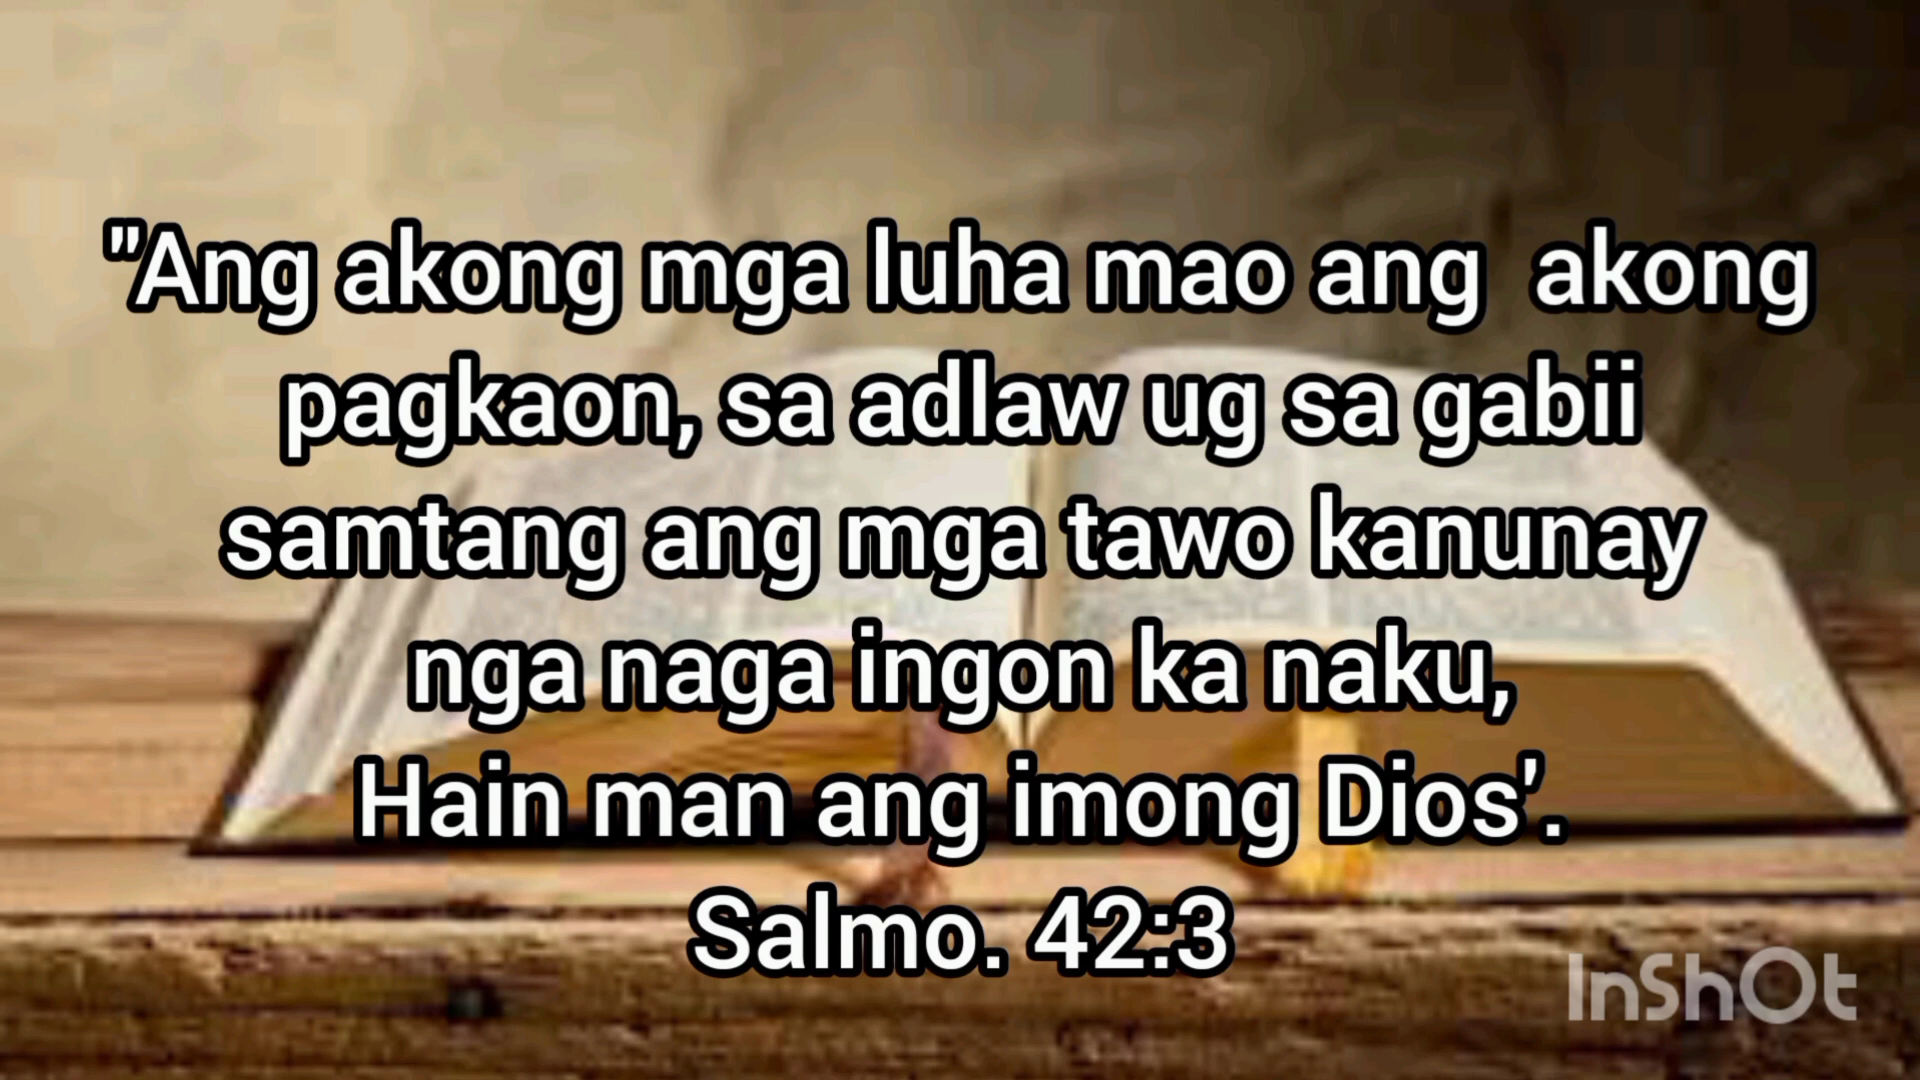 "Ang akong mga luha mao ang  akong
pagkaon, sa adlaw ug sa gabii
samtang ang mga tawo kanunay
nga naga ingon ka naku,
Hain man ang imong Dios'.
Salmo. 42:3
InShOt